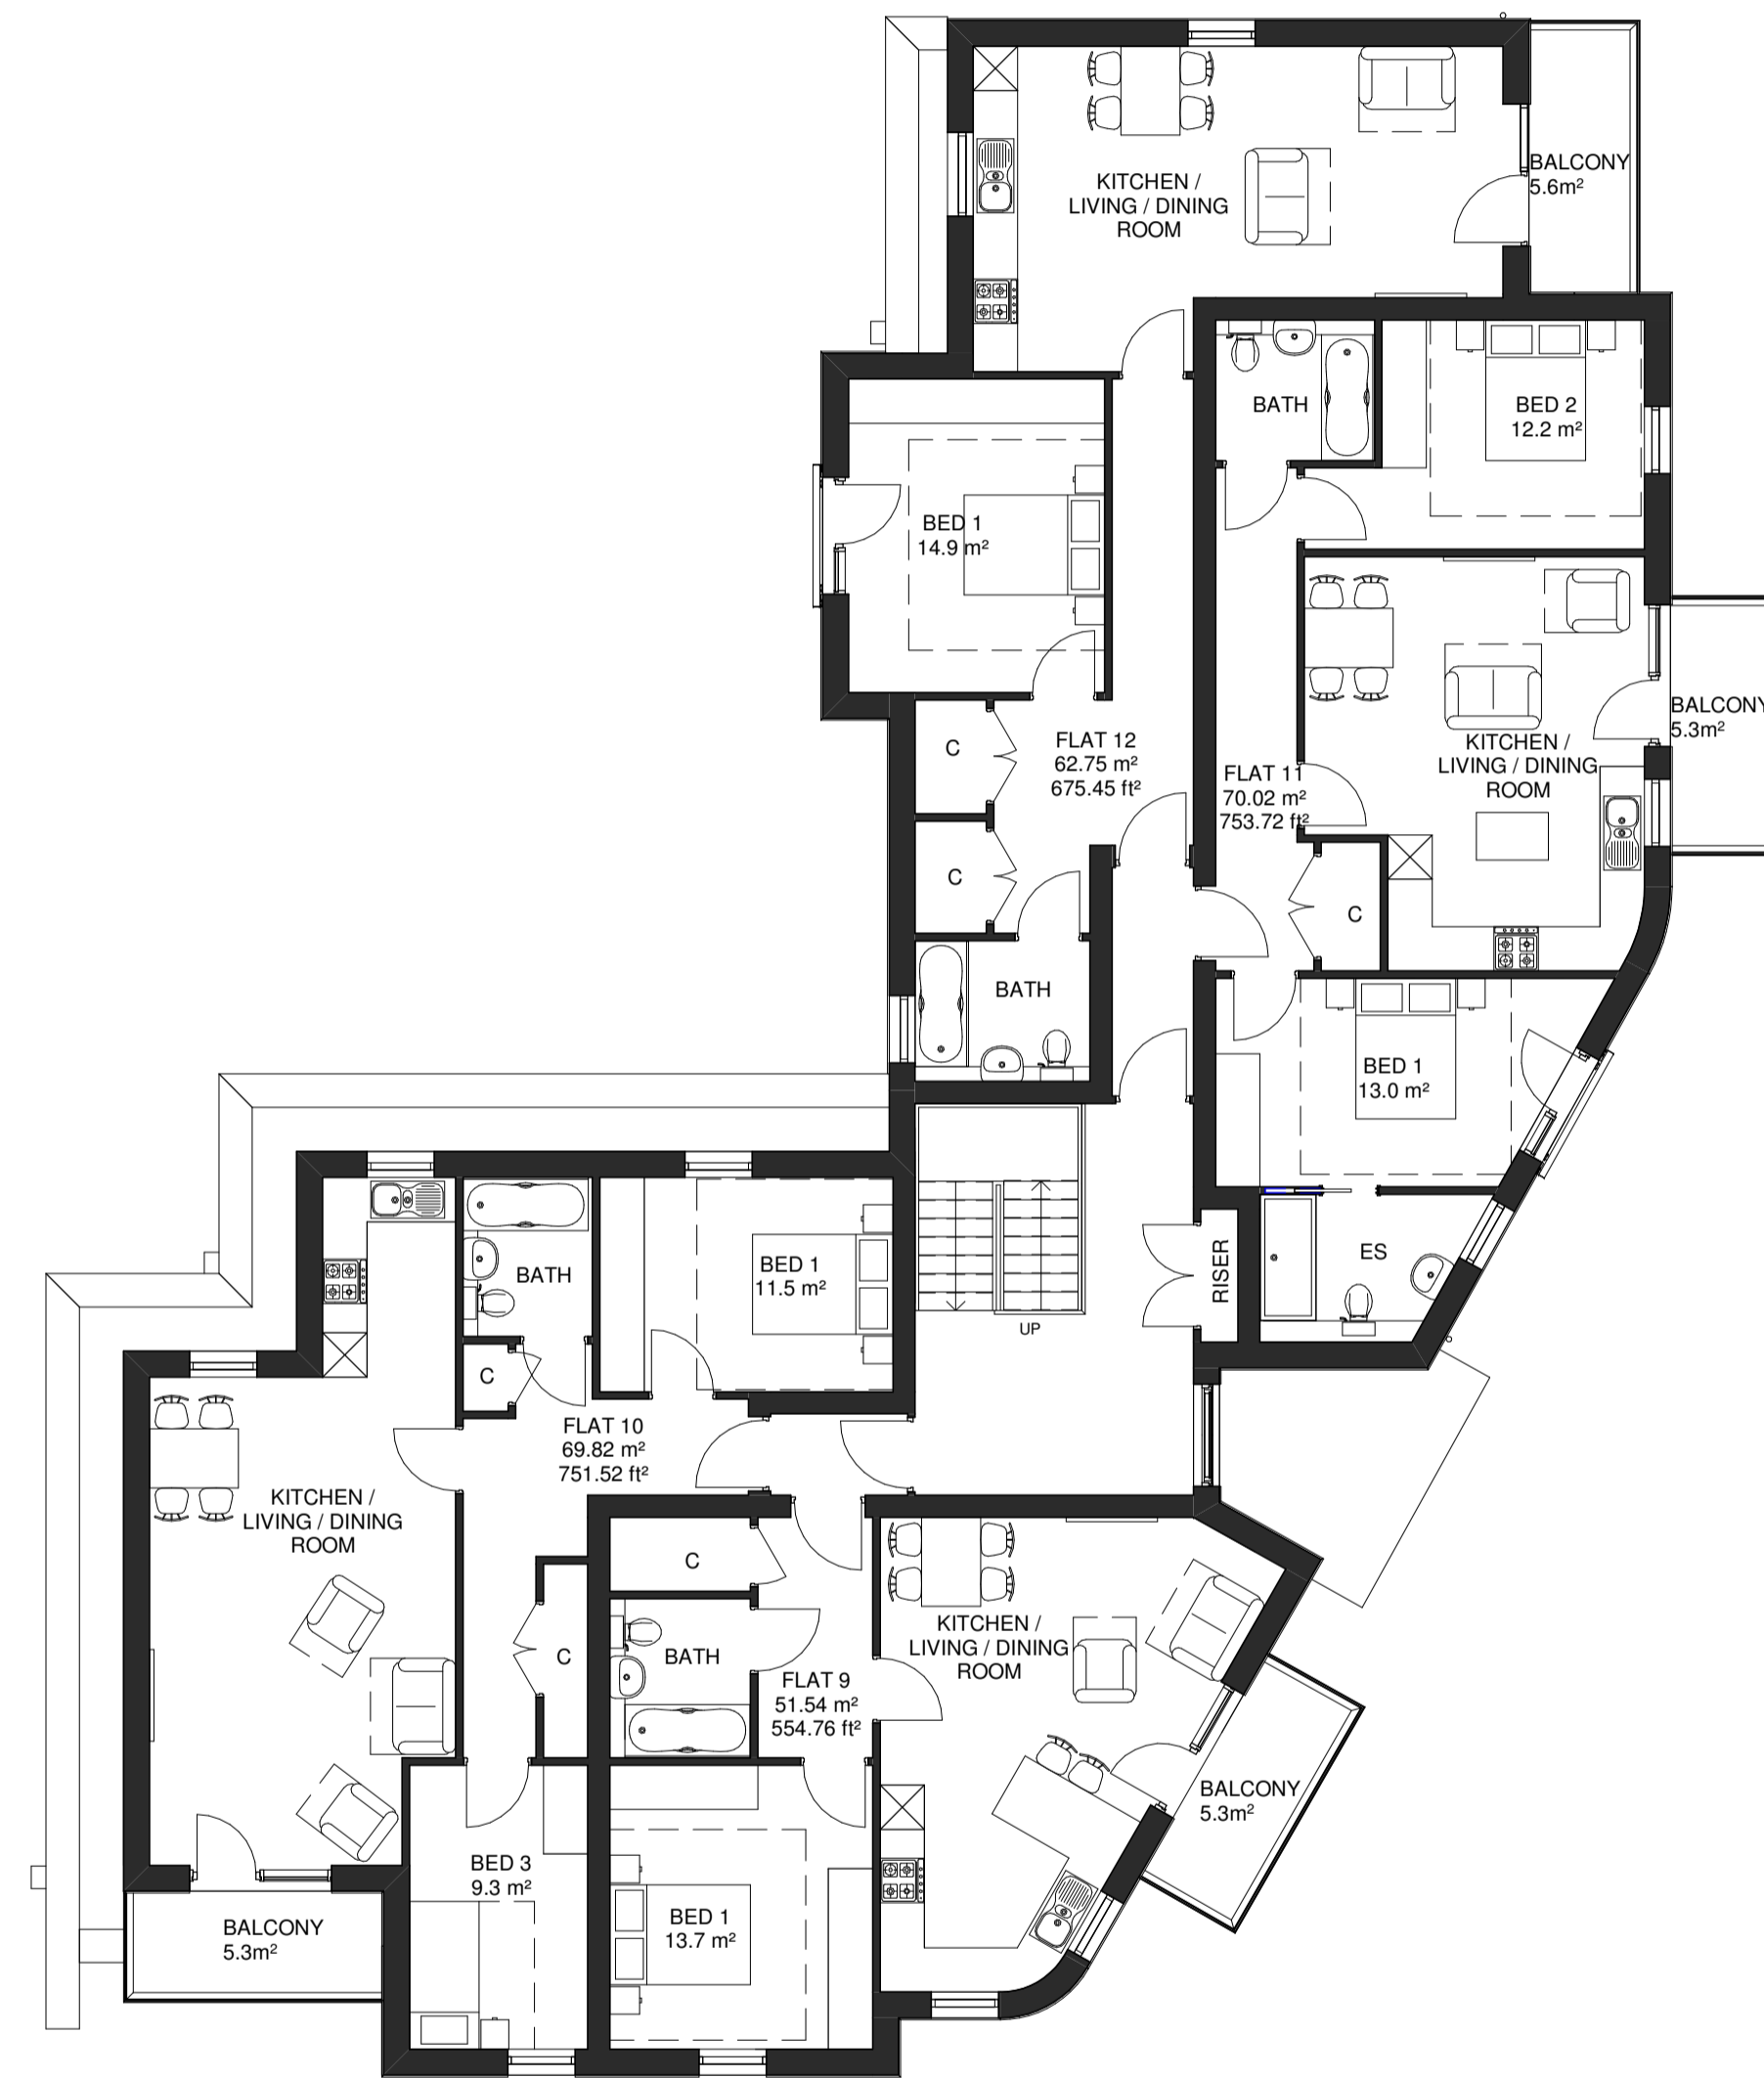 BALCONY
5.6m²
KITCHEN /
LIVING / DINING
ROOM
BATH
BED 2
12.2 m²
BED 1
14.9 m²
BALCONY
5.3m²
KITCHEN /
LIVING / DINING
ROOM
C
FLAT 12
62.75 m²
675.45 ft²
FLAT 11
70.02 m²
753.72 ft²
C
C
BATH
BED 1
13.0 m²
ES
RISER
UP
BED 1
11.5 m²
BATH
C
FLAT 10
69.82 m²
751.52 ft²
KITCHEN /
LIVING / DINING
ROOM
C
C
BATH
FLAT 9
51.54 m²
554.76 ft²
KITCHEN /
LIVING / DINING
ROOM
BALCONY
5.3m²
BED 3
9.3 m²
BED 1
13.7 m²
BALCONY
5.3m²